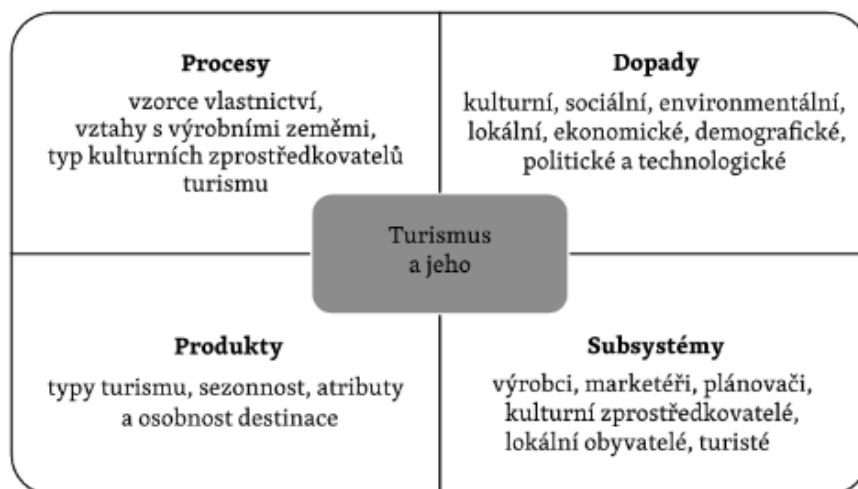 Procesy
vzorce vlastnictví,
vztahy s výrobními zeměmi,
typ kulturních zprostředkovatelů
turismu
Dopady
kulturní, sociální, environmentální,
lokální, ekonomické, demografické,
politické a technologické
Turismus
a jeho
Produkty
typy turismu, sezonnost, atributy
a osobnost destinace
Subsystémy
výrobci, marketéři, plánovači,
kulturní zprostředkovatelé,
lokální obyvatelé, turisté